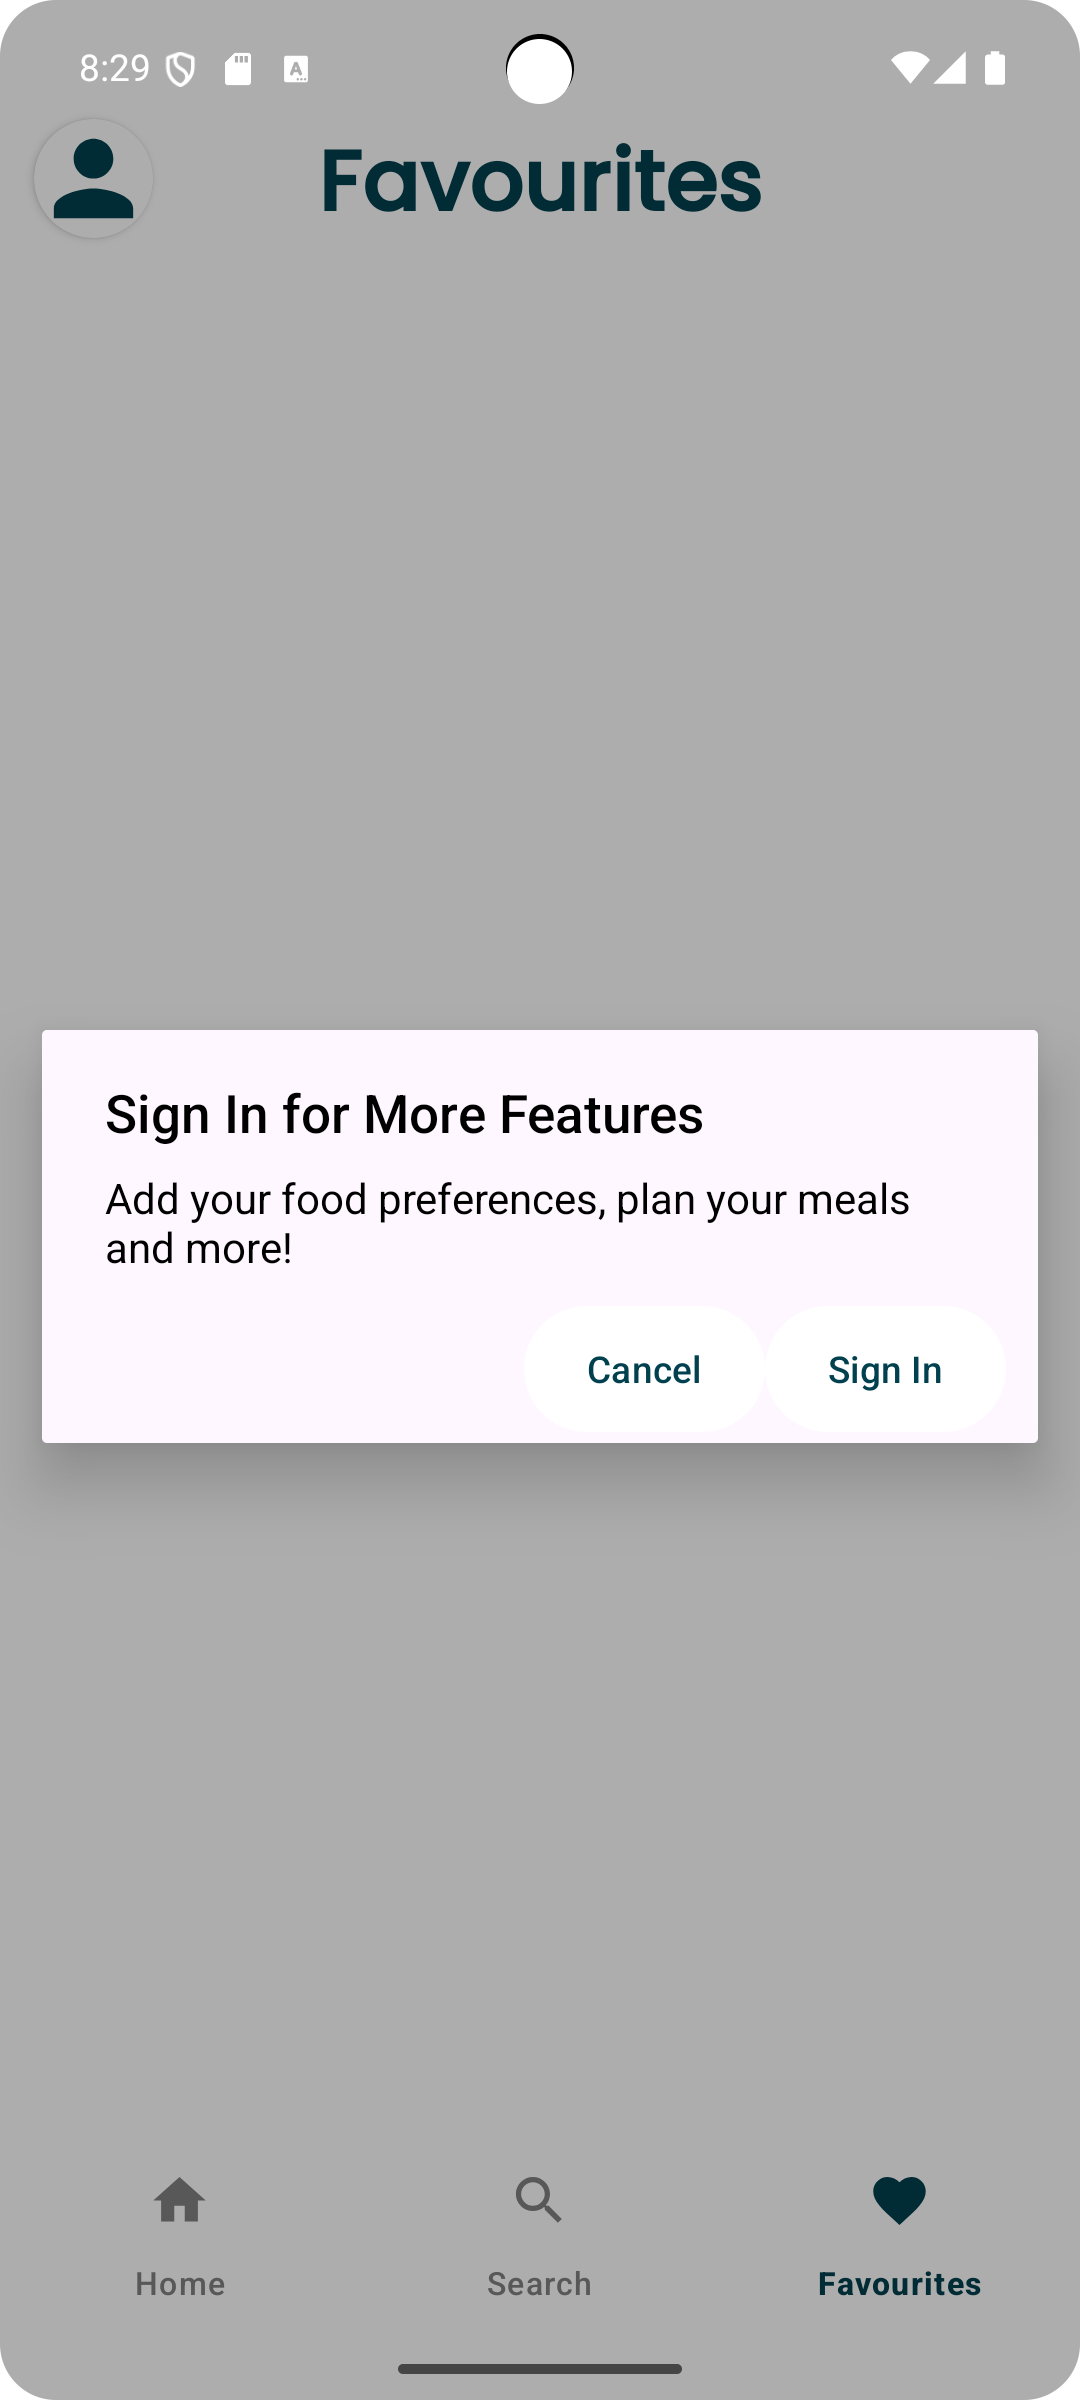 8:29
Favourites
Sign In for More Features
Add your food preferences, plan your meals
and more!
Cancel
Sign In
Home
Search
Favourites